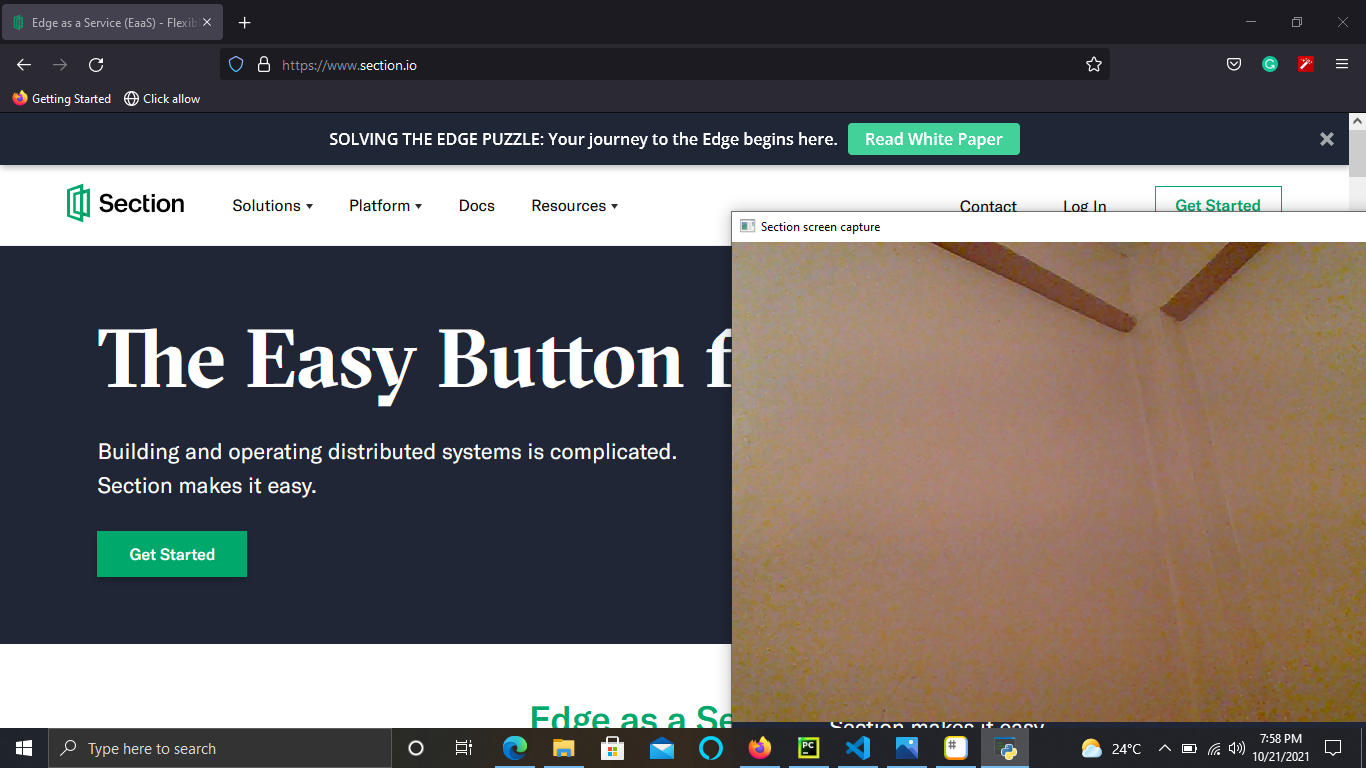 Edge as a Service (EaaS) - Flexib
https://www.section.io
Getting Started
Click allow
SOLVING THE EDGE PUZZLE: Your journey to the Edge begins here.
Read White Paper
Section
Solutions
Platform
Docs
Resources
Contact
Log In
Get Started
Section screen capture
The Easy Button f
Building and operating distributed systems is complicated.
Section makes it easy.
Get Started
Edge as a Se
Section makes it easy
Type here to search
PC
24°C
7:58 PM
10/21/2021